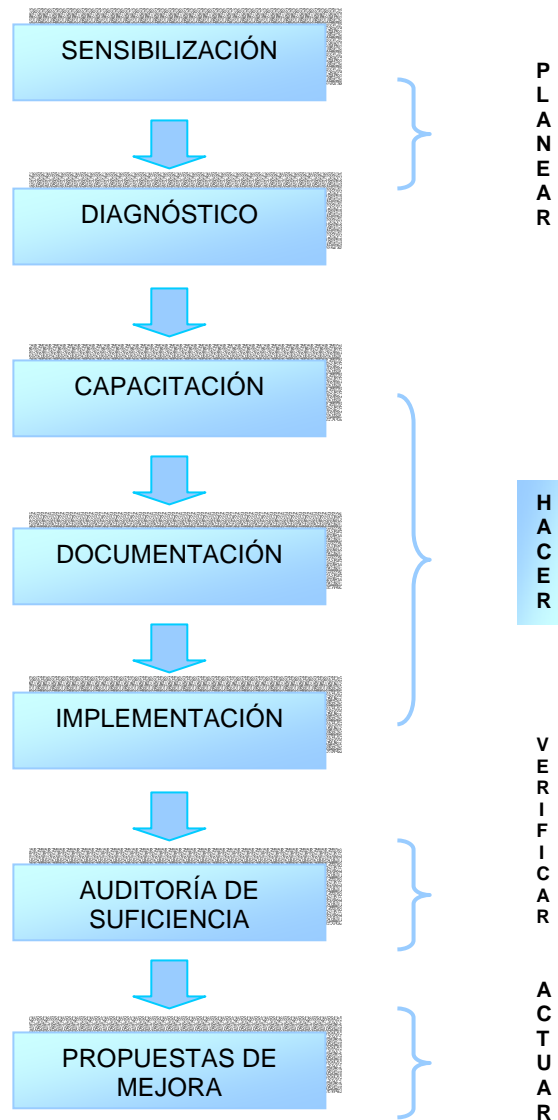 SENSIBILIZACIÓN
PLANEAR
DIAGNÓSTICO
CAPACITACIÓN
HACER
DOCUMENTACIÓN
IMPLEMENTACIÓN
VERIFICAR
AUDITORÍA DE
SUFICIENCIA
ACTUAR
PROPUESTAS DE
MEJORA